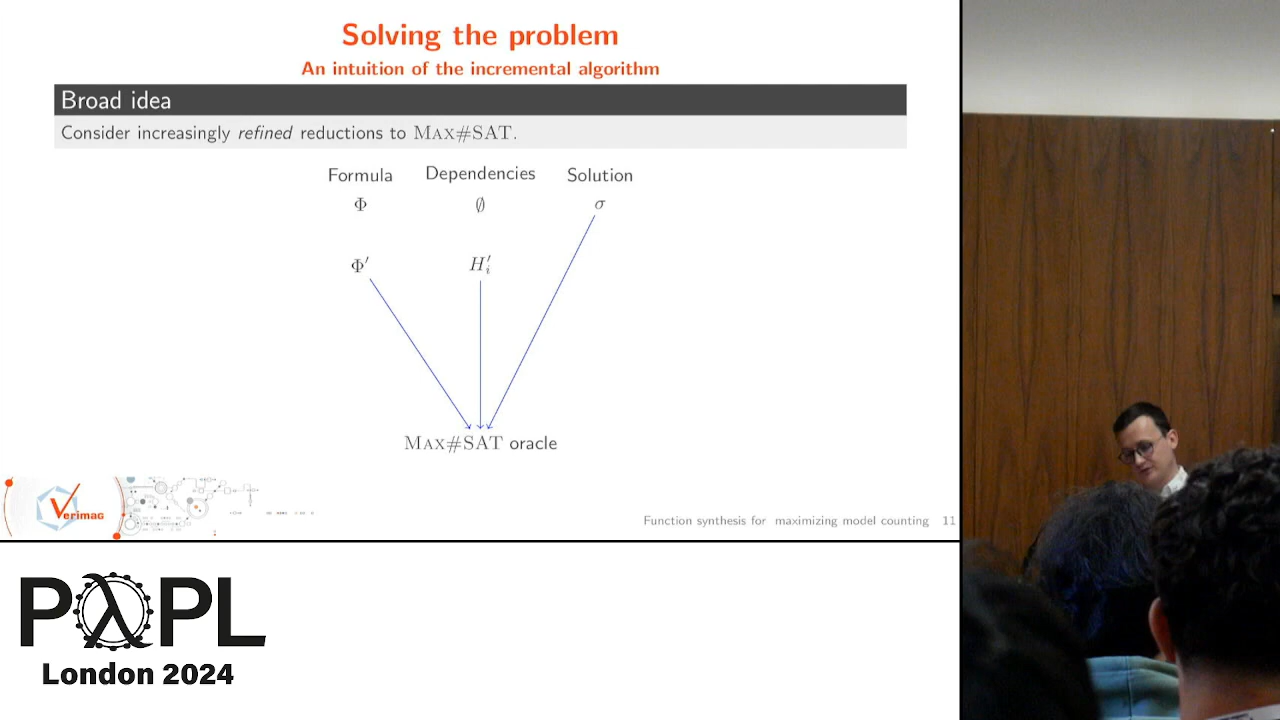 Solving the problem
An intuition of the incremental algorithm
Broad idea
Consider increasingly refined reductions to MAX#SAT.
Formula Dependencies Solution
Φ ∅ σ
Φ′ H′ᵢ
MAX#SAT oracle
Verimag
Function synthesis for maximizing model counting 11
PλPL
London 2024